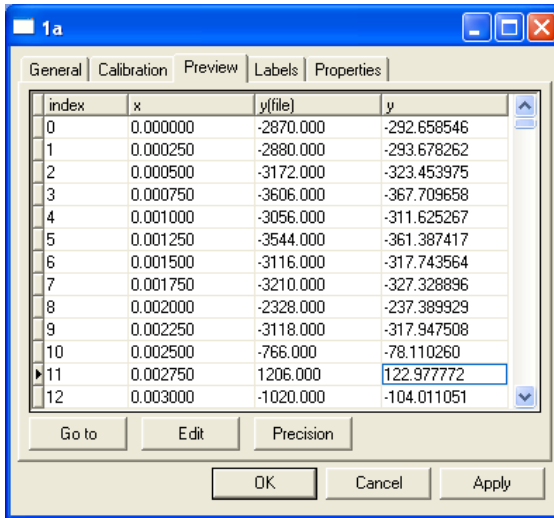 1a
General Calibration Preview Labels Properties
index x y(file) y
0 0.000000 -2870.000 -292.658546
1 0.000250 -2880.000 -293.678262
2 0.000500 -3172.000 -323.453975
3 0.000750 -3606.000 -367.709658
4 0.001000 -3056.000 -311.625267
5 0.001250 -3544.000 -361.387417
6 0.001500 -3116.000 -317.743564
7 0.001750 -3210.000 -327.328896
8 0.002000 -2328.000 -237.389929
9 0.002250 -3118.000 -317.947508
10 0.002500 -766.000 -78.110260
11 0.002750 1206.000 122.977772
12 0.003000 -1020.000 -104.011051
Go to Edit Precision
OK Cancel Apply